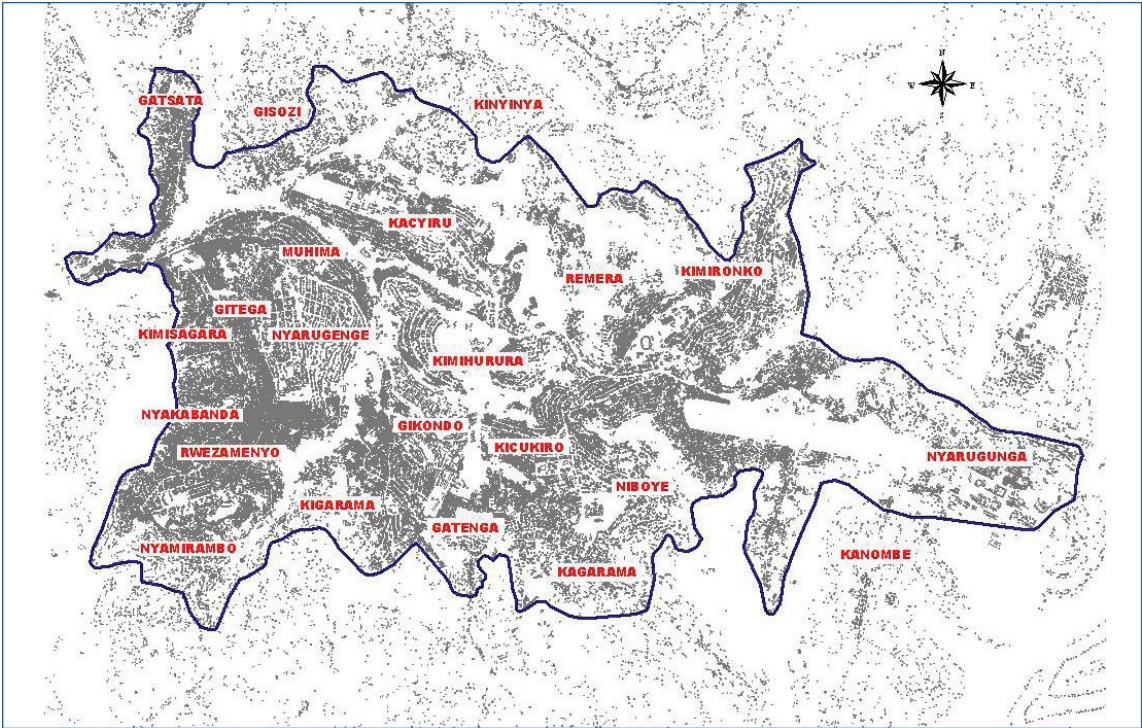 N
W
E
GATSATA
GISOZI
KINYINYA
KACYIRU
MUHIMA
REMERA
KIMIRONKO
GITEGA
KIMISAGARA
NYARUGENGE
KIMIHURURA
NYAKABANDA
GIKONDO
KICUKIRO
RWEZAMENYO
NYARUGUNGA
NIBOYE
KIGARAMA
GATENGA
NYAMIRAMBO
KANOMBE
KAGARAMA